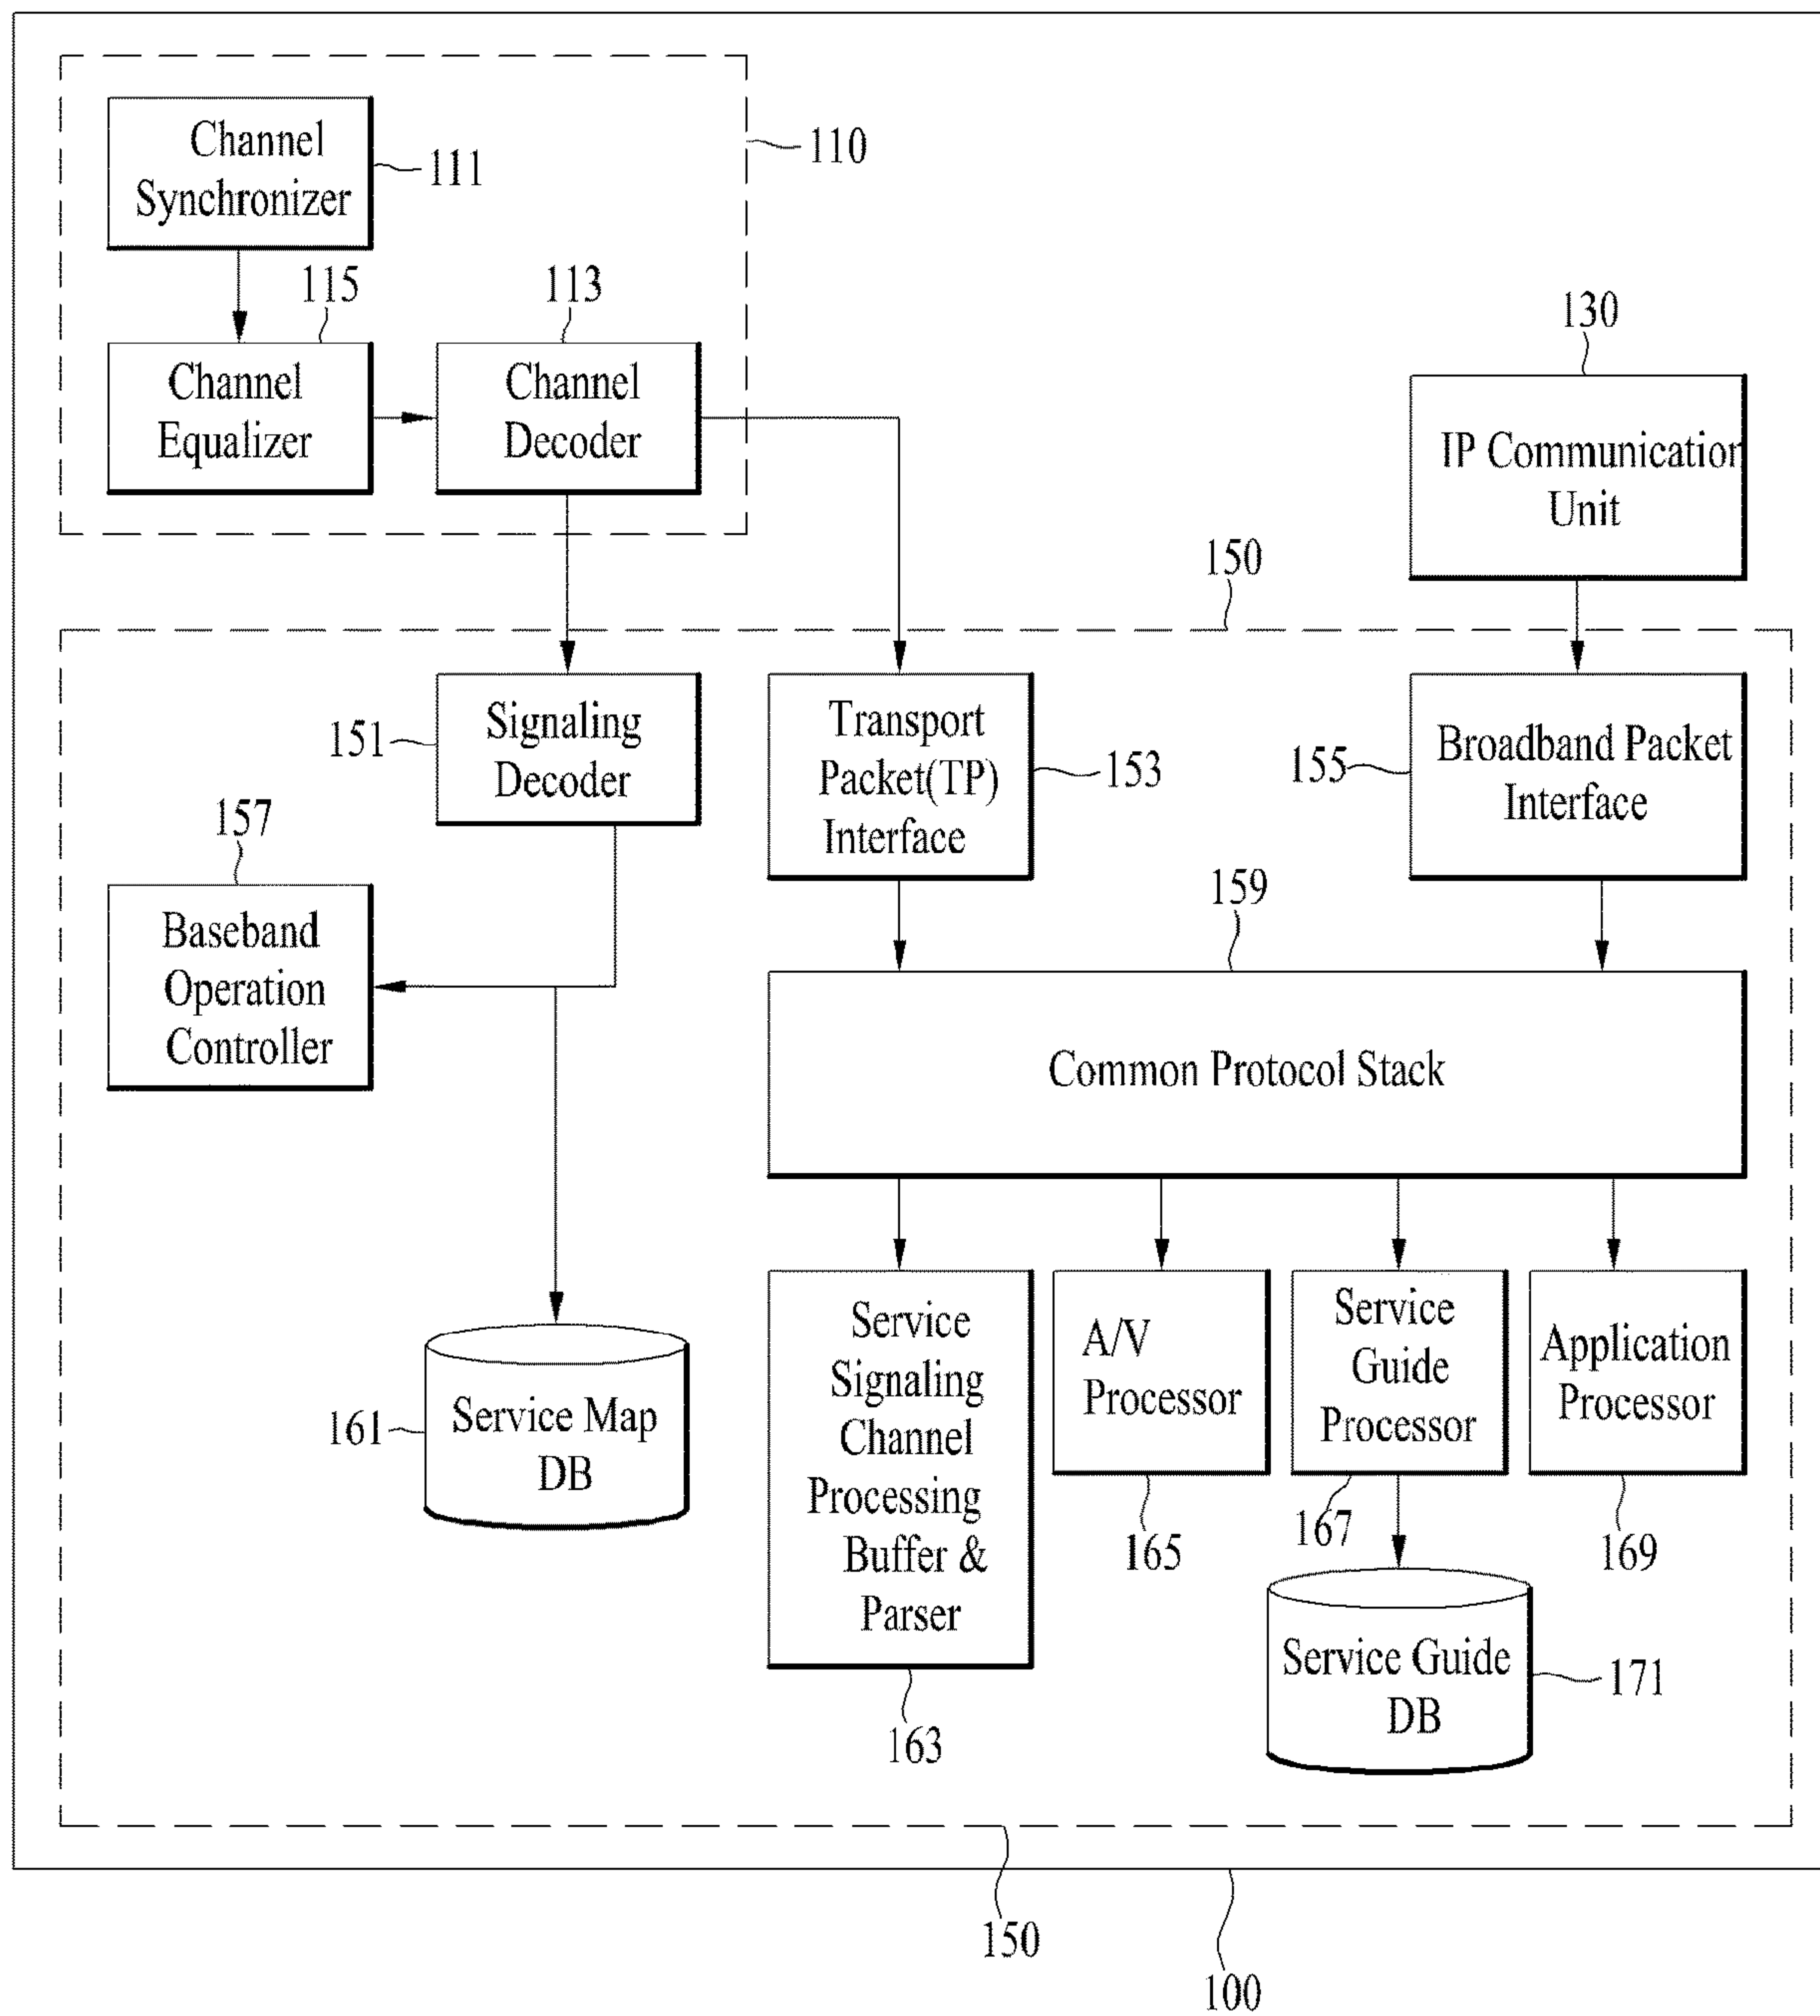 Channel
Synchronizer
111
110
115
113
Channel
Equalizer
Channel
Decoder
130
IP Communication
Unit
150
151
Signaling
Decoder
Transport
Packet(TP)
Interface
153
155
Broadband Packet
Interface
157
Baseband
Operation
Controller
159
Common Protocol Stack
161
Service Map
DB
Service
Signaling
Channel
Processing
Buffer &
Parser
163
A/V
Processor
165
Service
Guide
Processor
167
Application
Processor
169
Service Guide
DB
171
150
100